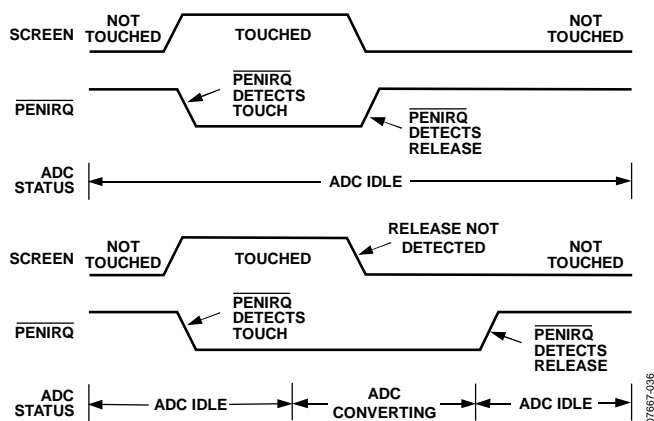 NOT
TOUCHED
SCREEN
TOUCHED
NOT
TOUCHED
PENIRQ
PENIRQ
DETECTS
TOUCH
PENIRQ
DETECTS
RELEASE
ADC
STATUS
ADC IDLE
SCREEN
NOT
TOUCHED
TOUCHED
RELEASE NOT
DETECTED
NOT
TOUCHED
PENIRQ
PENIRQ
DETECTS
TOUCH
PENIRQ
DETECTS
RELEASE
ADC
STATUS
ADC IDLE
ADC
CONVERTING
ADC IDLE
07667-036